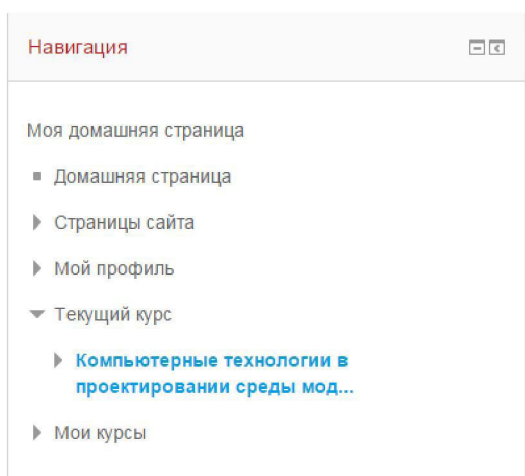 Навигация
Моя домашняя страница
Домашняя страница
Страницы сайта
Мой профиль
Текущий курс
Компьютерные технологии в
проектировании среды мод...
Мои курсы